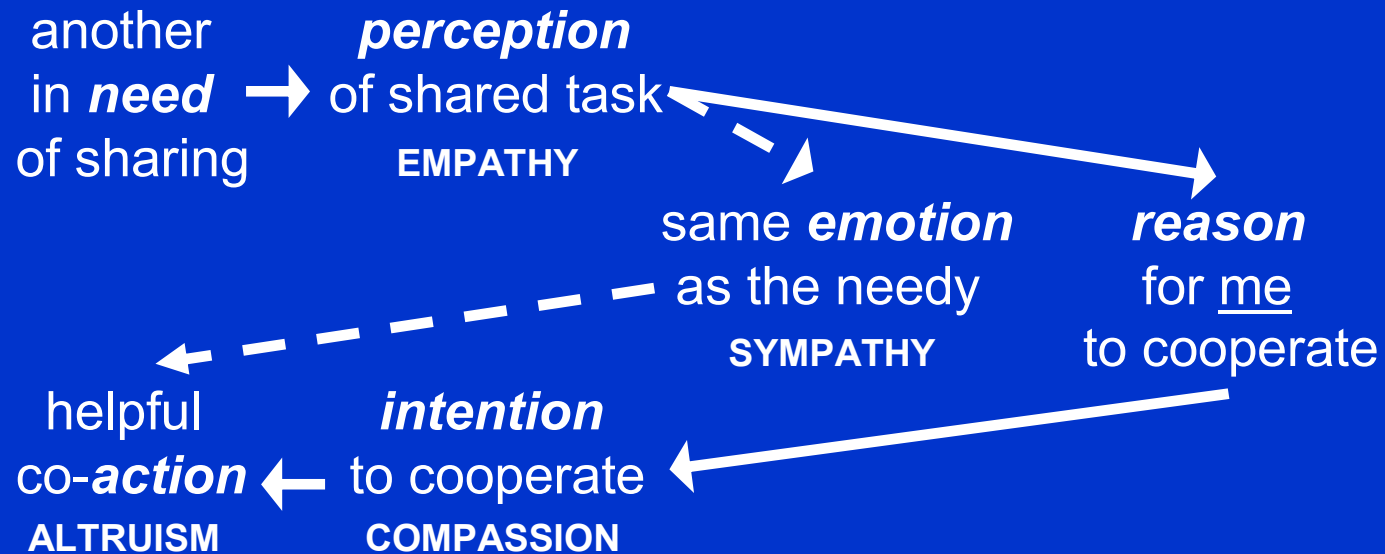 another
in need
of sharing
perception
of shared task
EMPATHY
same emotion
as the needy
SYMPATHY
reason
for me
to cooperate
helpful
co-action
ALTRUISM
intention
to cooperate
COMPASSION